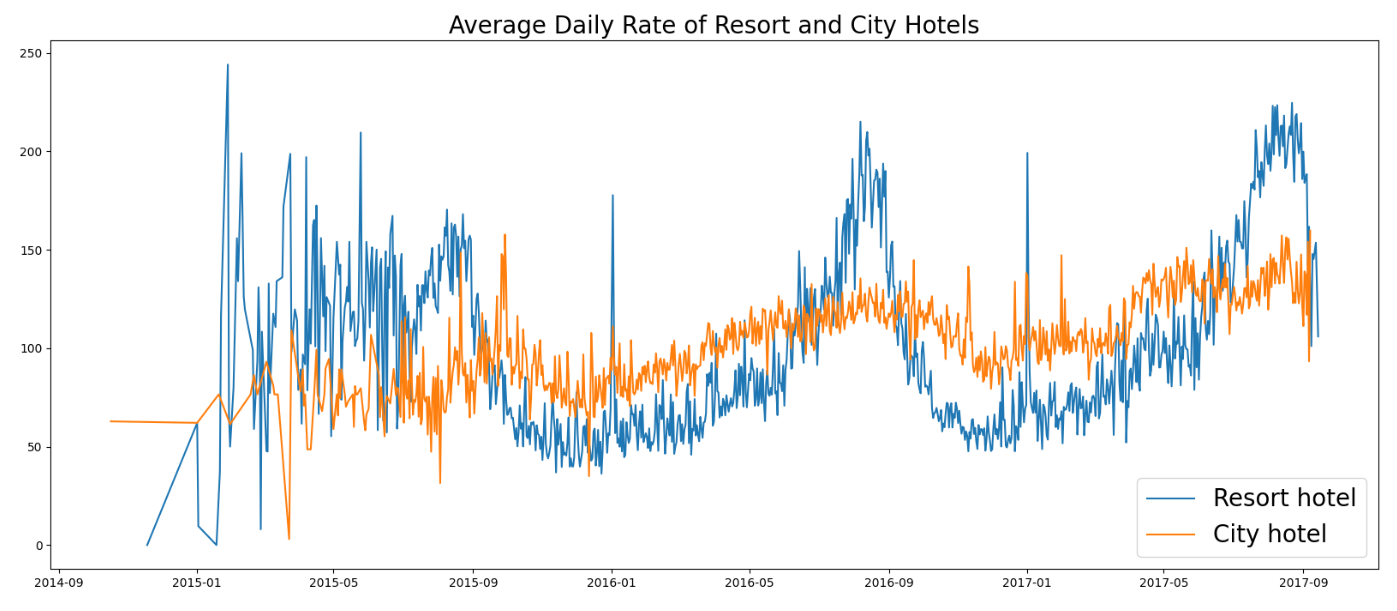 Average Daily Rate of Resort and City Hotels
250
200
150
100
50
0
Resort hotel
City hotel
2014-09 2015-01 2015-05 2015-09 2016-01 2016-05 2016-09 2017-01 2017-05 2017-09